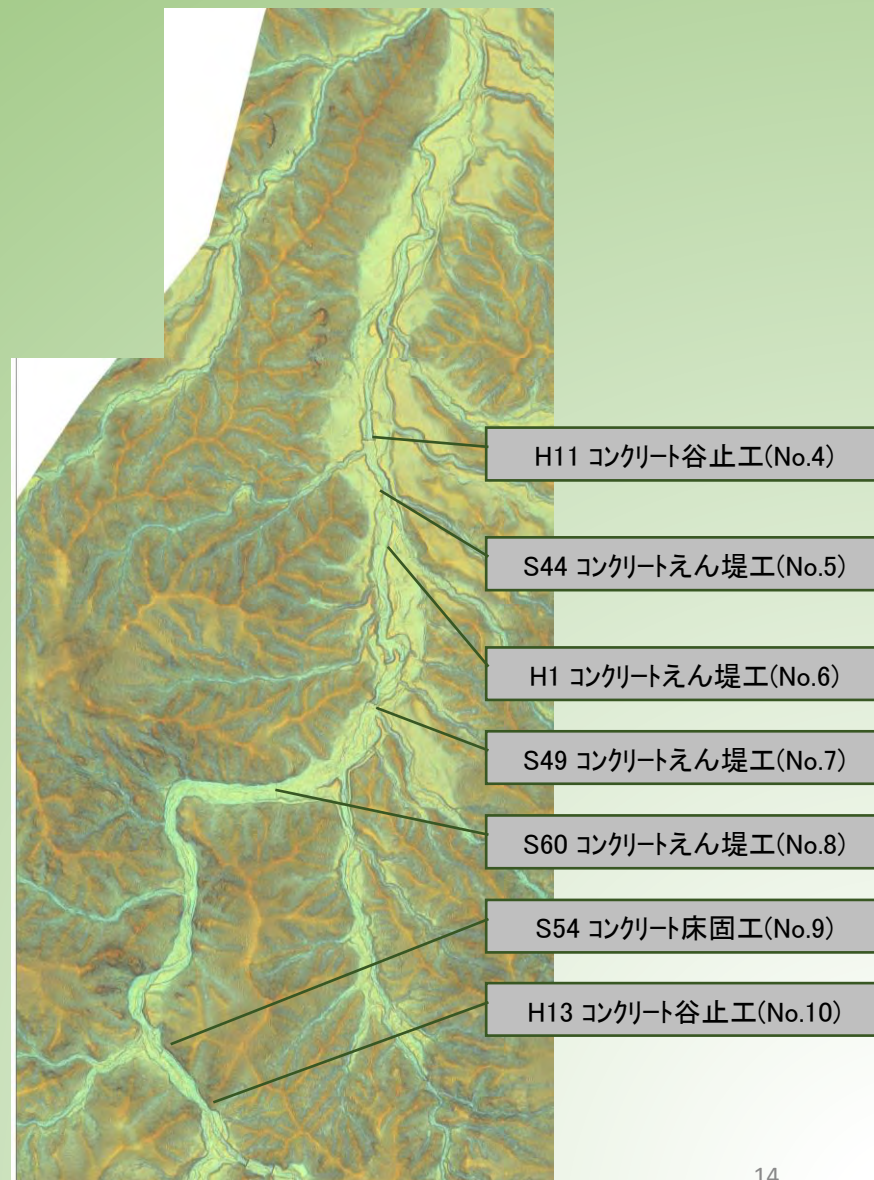 H11 コンクリート谷止工(No.4)
S44 コンクリートえん堤工(No.5)
H1 コンクリートえん堤工(No.6)
S49 コンクリートえん堤工(No.7)
S60 コンクリートえん堤工(No.8)
S54 コンクリート床固工(No.9)
H13 コンクリート谷止工(No.10)
14